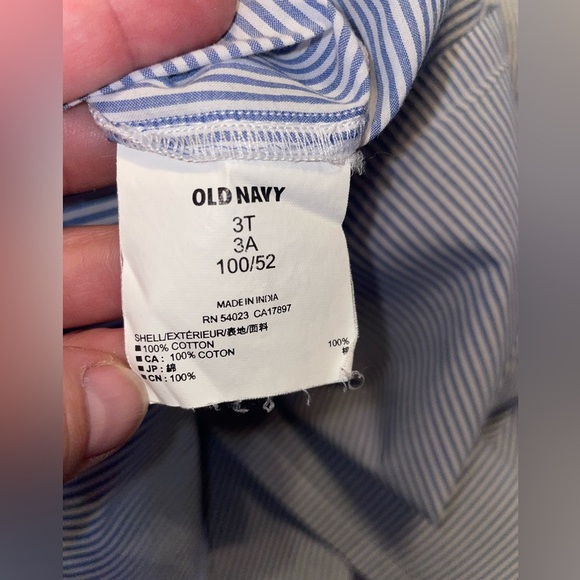 OLD NAVY
3T
3A
100/52
MADE IN INDIA
RN 54023 CA17897
SHELL/EXTÉRIEUR/表地/面料
■ 100% COTTON
■ CA : 100% COTON
■ JP : 綿 100%
■ CN : 100% 棉